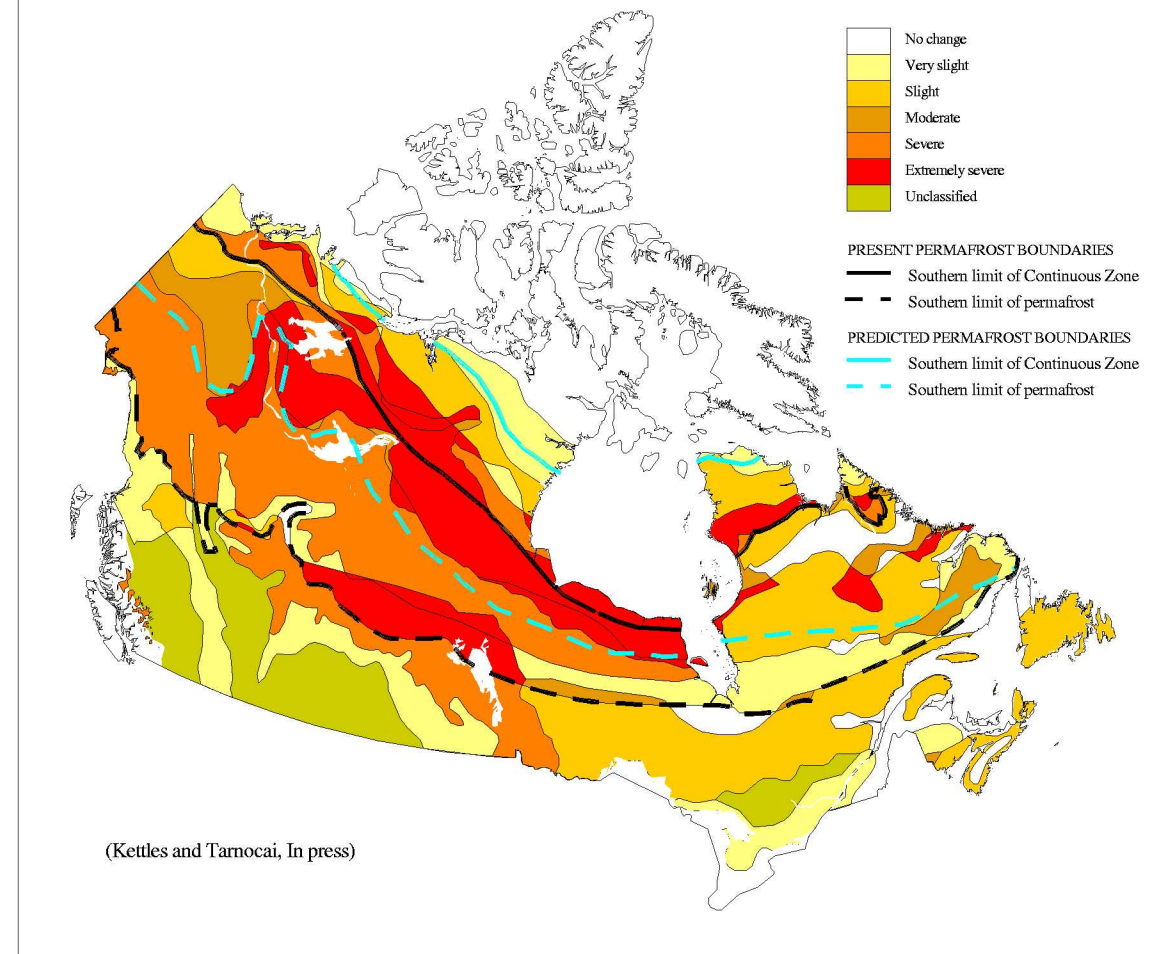 No change
Very slight
Slight
Moderate
Severe
Extremely severe
Unclassified
PRESENT PERMAFROST BOUNDARIES
Southern limit of Continuous Zone
Southern limit of permafrost
PREDICTED PERMAFROST BOUNDARIES
Southern limit of Continuous Zone
Southern limit of permafrost
(Kettles and Tarnocai, In press)